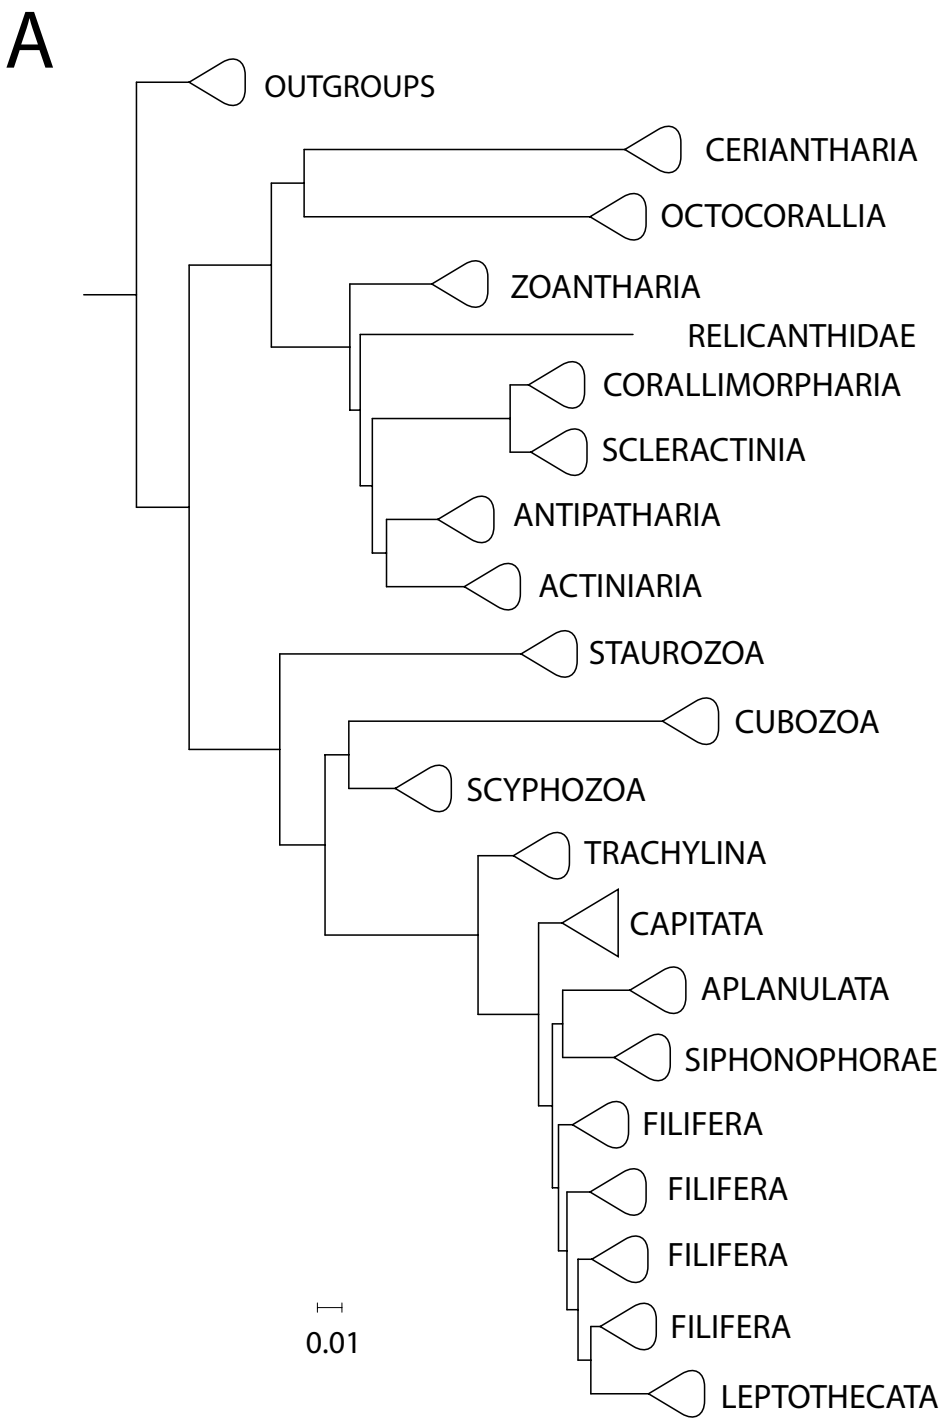 A
OUTGROUPS
CERIANTHARIA
OCTOCORALLIA
ZOANTHARIA
RELICANTHIDAE
CORALLIMORPHARIA
SCLERACTINIA
ANTIPATHARIA
ACTINIARIA
STAUROZOA
CUBOZOA
SCYPHOZOA
TRACHYLINA
CAPITATA
APLANULATA
SIPHONOPHORAE
FILIFERA
FILIFERA
FILIFERA
FILIFERA
0.01
LEPTOTHECATA